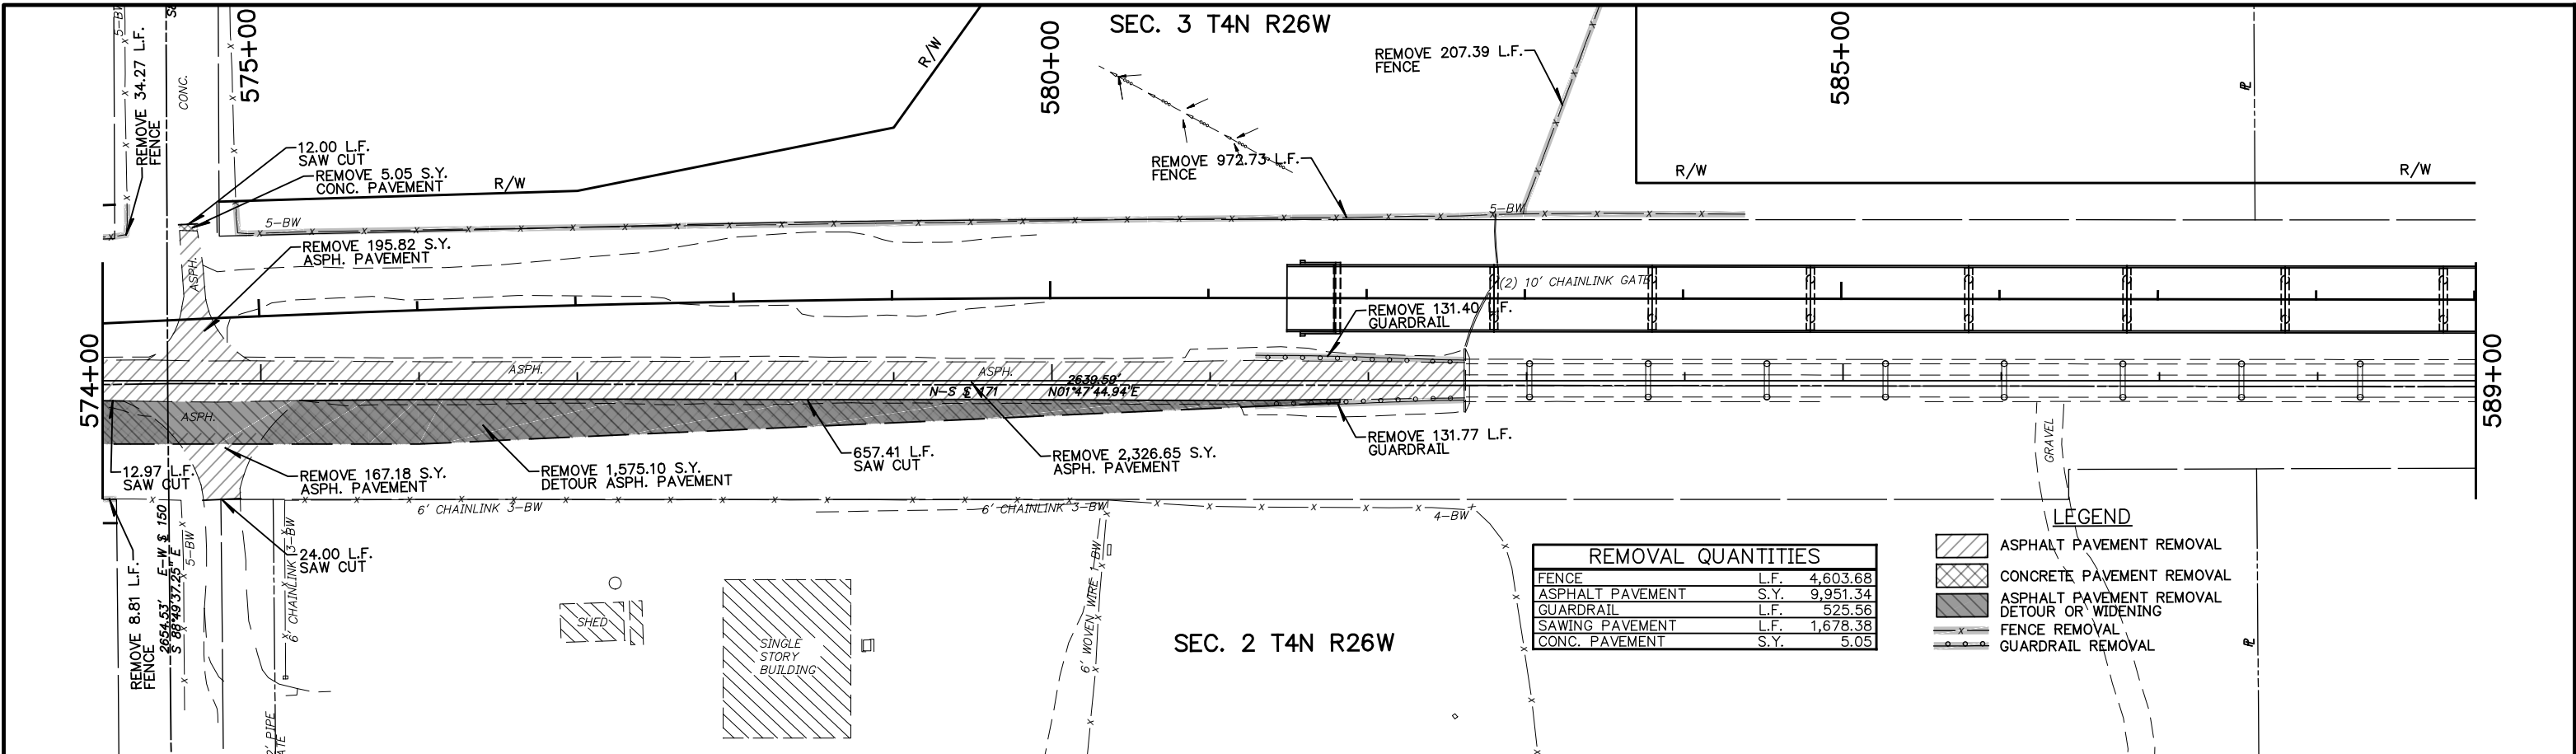 SEC. 3 T4N R26W
575+00
580+00
585+00
5-BW
REMOVE 34.27 L.F.
FENCE
CONC.
R/W
REMOVE 207.39 L.F.
FENCE
12.00 L.F.
SAW CUT
REMOVE 5.05 S.Y.
CONC. PAVEMENT
R/W
REMOVE 972.73 L.F.
FENCE
R/W
R/W
5-BW
5-BW
REMOVE 195.82 S.Y.
ASPH. PAVEMENT
ASPH.
(2) 10' CHAINLINK GATE
REMOVE 131.40 L.F.
GUARDRAIL
574+00
589+00
ASPH.
ASPH.
2639.59'
N01°47'44.94"E
ASPH.
REMOVE 131.77 L.F.
GUARDRAIL
657.41 L.F.
SAW CUT
REMOVE 2,326.65 S.Y.
ASPH. PAVEMENT
GRAVEL
12.97 L.F.
SAW CUT
REMOVE 167.18 S.Y.
ASPH. PAVEMENT
REMOVE 1,575.10 S.Y.
DETOUR ASPH. PAVEMENT
6' CHAINLINK 3-BW
6' CHAINLINK 3-BW
4-BW
24.00 L.F.
SAW CUT
REMOVE 8.81 L.F.
FENCE
2654.53'
S 88°49'37.25" E
5-BW
6' CHAINLINK 3-BW
SHED
SINGLE
STORY
BUILDING
6' WOVEN WIRE 1-BW
SEC. 2 T4N R26W
REMOVAL QUANTITIES
FENCE L.F. 4,603.68
ASPHALT PAVEMENT S.Y. 9,951.34
GUARDRAIL L.F. 525.56
SAWING PAVEMENT L.F. 1,678.38
CONC. PAVEMENT S.Y. 5.05
LEGEND
ASPHALT PAVEMENT REMOVAL
CONCRETE PAVEMENT REMOVAL
ASPHALT PAVEMENT REMOVAL
DETOUR OR WIDENING
FENCE REMOVAL
GUARDRAIL REMOVAL